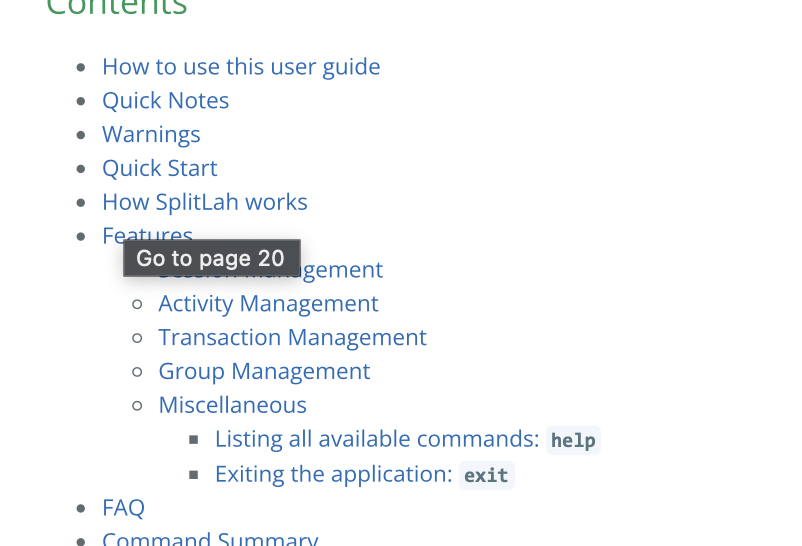 Contents
How to use this user guide
Quick Notes
Warnings
Quick Start
How SplitLah works
Features
Go to page 20
Session Management
Activity Management
Transaction Management
Group Management
Miscellaneous
Listing all available commands: help
Exiting the application: exit
FAQ
Command Summary